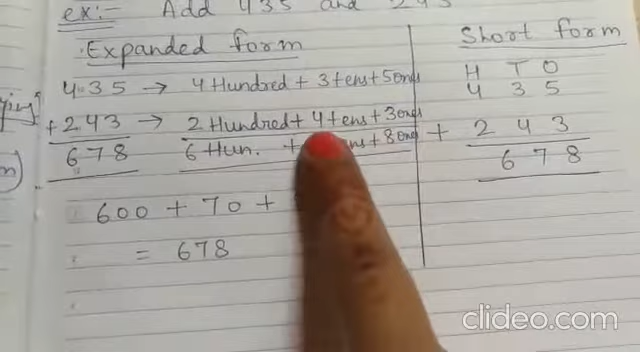 ex:- Add 435 and 243
Expanded form
4 35 → 4 Hundred + 3 tens + 5 ones
+ 243 → 2 Hundred + 4 tens + 3 ones
678 6 Hun. + ens + 8 ones
600 + 70 +
= 678
Short form
H T O
4 3 5
+ 2 4 3
6 7 8
clideo.com